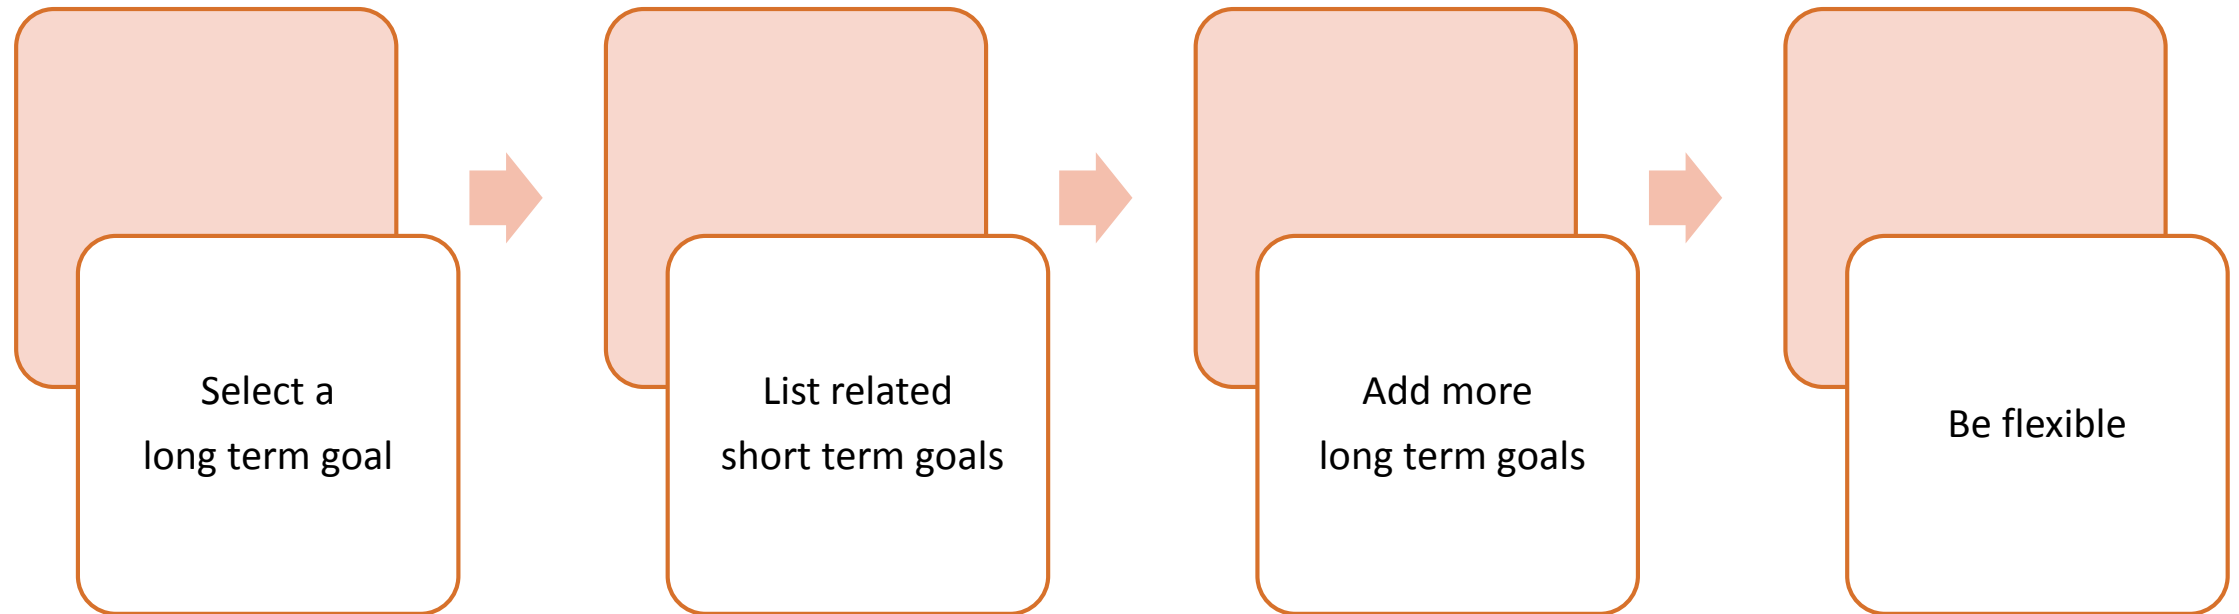 Select a
long term goal
List related
short term goals
Add more
long term goals
Be flexible